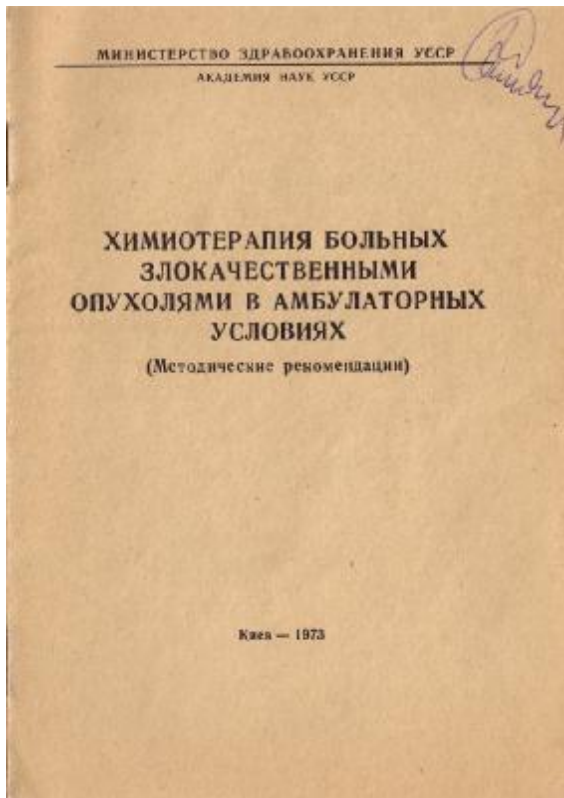 МИНИСТЕРСТВО ЗДРАВООХРАНЕНИЯ УССР
АКАДЕМИЯ НАУК УССР
ХИМИОТЕРАПИЯ БОЛЬНЫХ
ЗЛОКАЧЕСТВЕННЫМИ
ОПУХОЛЯМИ В АМБУЛАТОРНЫХ
УСЛОВИЯХ
(Методические рекомендации)
Киев — 1973